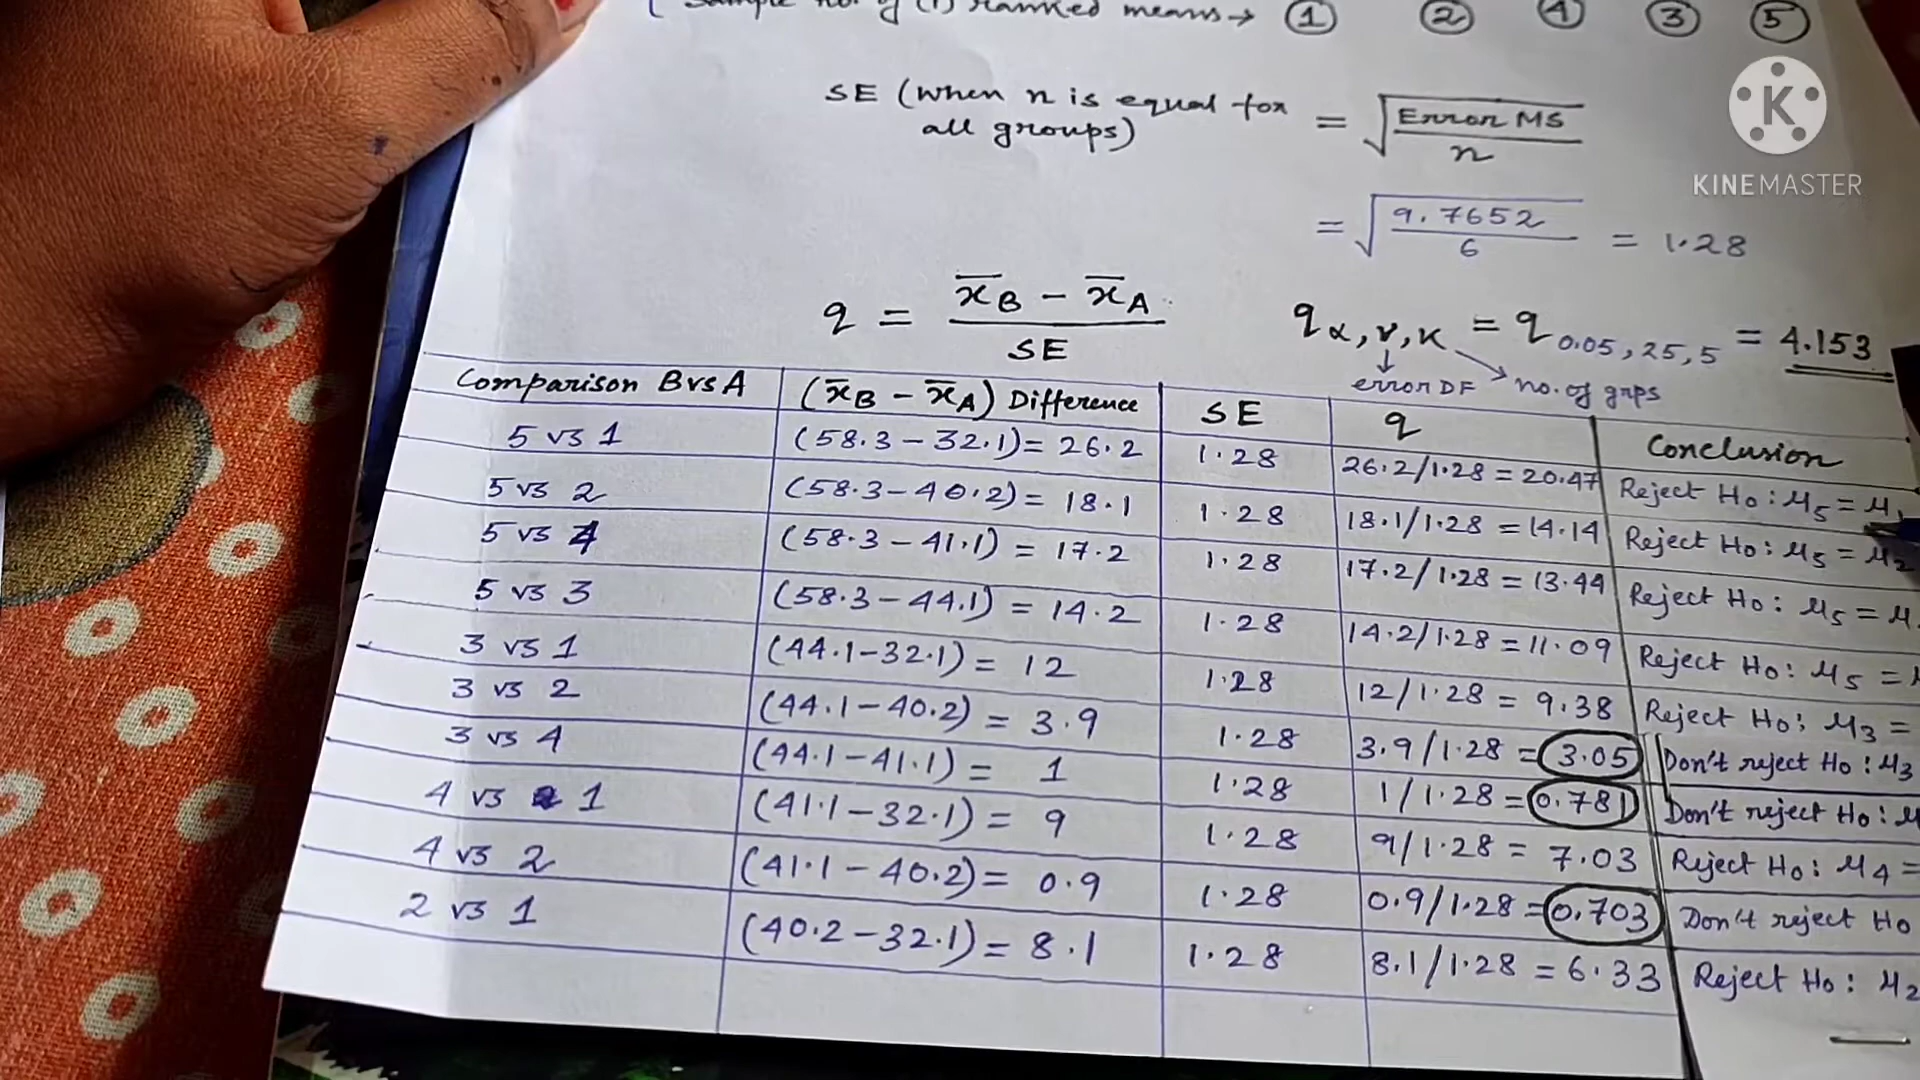 Sample no. of (i) ranked means → ① ② ④ ③ ⑤
SE (when n is equal for all groups) = √(Error MS / n)
= √(9.7652 / 6) = 1.28
q = (x̄B − x̄A) / SE
qα,ν,K = q0.05,25,5 = 4.153
error DF no. of grps
Comparison B vs A (x̄B − x̄A) Difference SE q Conclusion
5 vs 1 (58.3 − 32.1) = 26.2 1.28 26.2/1.28 = 20.47 Reject Ho : μ5 = μ1
5 vs 2 (58.3 − 40.2) = 18.1 1.28 18.1/1.28 = 14.14 Reject Ho : μ5 = μ2
5 vs 4 (58.3 − 41.1) = 17.2 1.28 17.2/1.28 = 13.44 Reject Ho : μ5 = μ
5 vs 3 (58.3 − 44.1) = 14.2 1.28 14.2/1.28 = 11.09 Reject Ho : μ5 =
3 vs 1 (44.1 − 32.1) = 12 1.28 12/1.28 = 9.38 Reject Ho : μ3 =
3 vs 2 (44.1 − 40.2) = 3.9 1.28 3.9/1.28 = 3.05 Don't reject Ho : μ3
3 vs 4 (44.1 − 41.1) = 1 1.28 1/1.28 = 0.781 Don't reject Ho : μ
4 vs 1 (41.1 − 32.1) = 9 1.28 9/1.28 = 7.03 Reject Ho : μ4 =
4 vs 2 (41.1 − 40.2) = 0.9 1.28 0.9/1.28 = 0.703 Don't reject Ho
2 vs 1 (40.2 − 32.1) = 8.1 1.28 8.1/1.28 = 6.33 Reject Ho : μ2
K
KINEMASTER